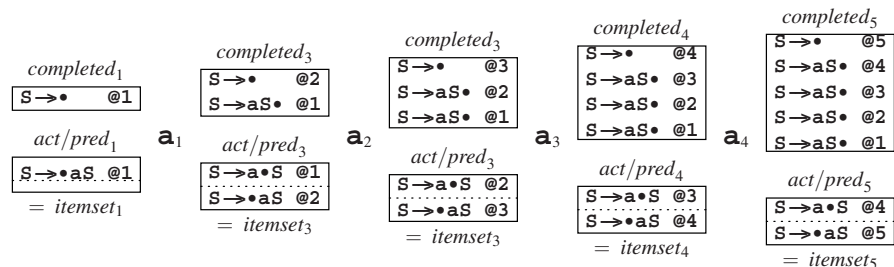 completed₁
S→• @1
act/pred₁
S→•aS @1
= itemset₁
a₁
completed₃
S→• @2
S→aS• @1
act/pred₃
S→a•S @1
S→•aS @2
= itemset₃
a₂
completed₃
S→• @3
S→aS• @2
S→aS• @1
act/pred₃
S→a•S @2
S→•aS @3
= itemset₃
a₃
completed₄
S→• @4
S→aS• @3
S→aS• @2
S→aS• @1
act/pred₄
S→a•S @3
S→•aS @4
= itemset₄
a₄
completed₅
S→• @5
S→aS• @4
S→aS• @3
S→aS• @2
S→aS• @1
act/pred₅
S→a•S @4
S→•aS @5
= itemset₅